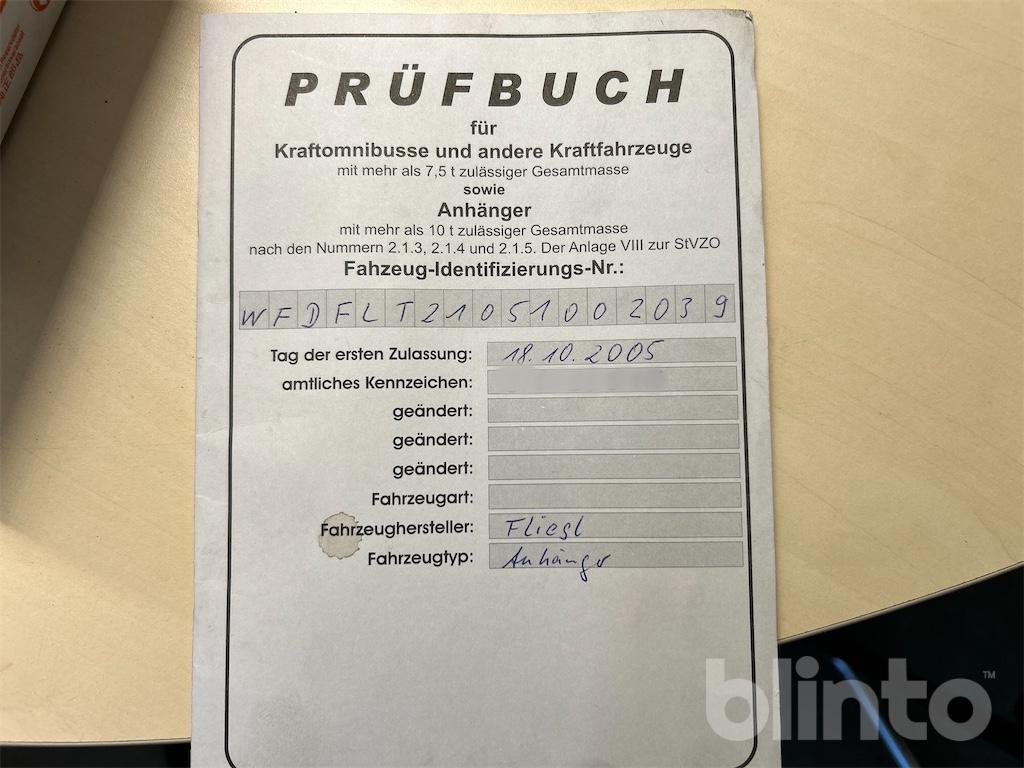 PRÜFBUCH
für
Kraftomnibusse und andere Kraftfahrzeuge
mit mehr als 7,5 t zulässiger Gesamtmasse
sowie
Anhänger
mit mehr als 10 t zulässiger Gesamtmasse
nach den Nummern 2.1.3, 2.1.4 und 2.1.5. Der Anlage VIII zur StVZO
Fahzeug-Identifizierungs-Nr.:
WFDFLT21051002039
Tag der ersten Zulassung: 18.10.2005
amtliches Kennzeichen:
geändert:
geändert:
geändert:
Fahrzeugart:
Fahrzeughersteller: Fliegl
Fahrzeugtyp: Anhänger
blinto™